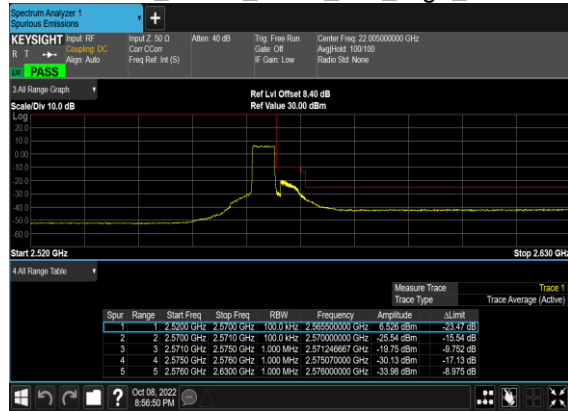 Spectrum Analyzer 1
Spurious Emissions
+
KEYSIGHT Input: RF Input Z: 50 Ω Atten: 40 dB Trig: Free Run Center Freq: 22.005000000 GHz
R T Coupling: DC Corr CCorr Gate: Off Avg|Hold: 100/100
Align: Auto Freq Ref: Int (S) IF Gain: Low Radio Std: None
PASS
3 All Range Graph Ref Lvl Offset 8.40 dB
Scale/Div 10.0 dB Ref Value 30.00 dBm
Log
20.0
10.0
0.00
-10.0
-20.0
-30.0
-40.0
-50.0
-60.0
Start 2.520 GHz Stop 2.630 GHz
4 All Range Table
Measure Trace Trace 1
Trace Type Trace Average (Active)
Spur Range Start Freq Stop Freq RBW Frequency Amplitude ΔLimit
1 1 2.5200 GHz 2.5700 GHz 100.0 kHz 2.565500000 GHz 6.526 dBm -23.47 dB
2 2 2.5700 GHz 2.5710 GHz 100.0 kHz 2.570000000 GHz -25.54 dBm -15.54 dB
3 3 2.5710 GHz 2.5750 GHz 1.000 MHz 2.571246667 GHz -19.75 dBm -9.752 dB
4 4 2.5750 GHz 2.5760 GHz 1.000 MHz 2.575070000 GHz -30.13 dBm -17.13 dB
5 5 2.5760 GHz 2.6300 GHz 1.000 MHz 2.576000000 GHz -33.98 dBm -8.975 dB
? Oct 08, 2022
8:56:50 PM